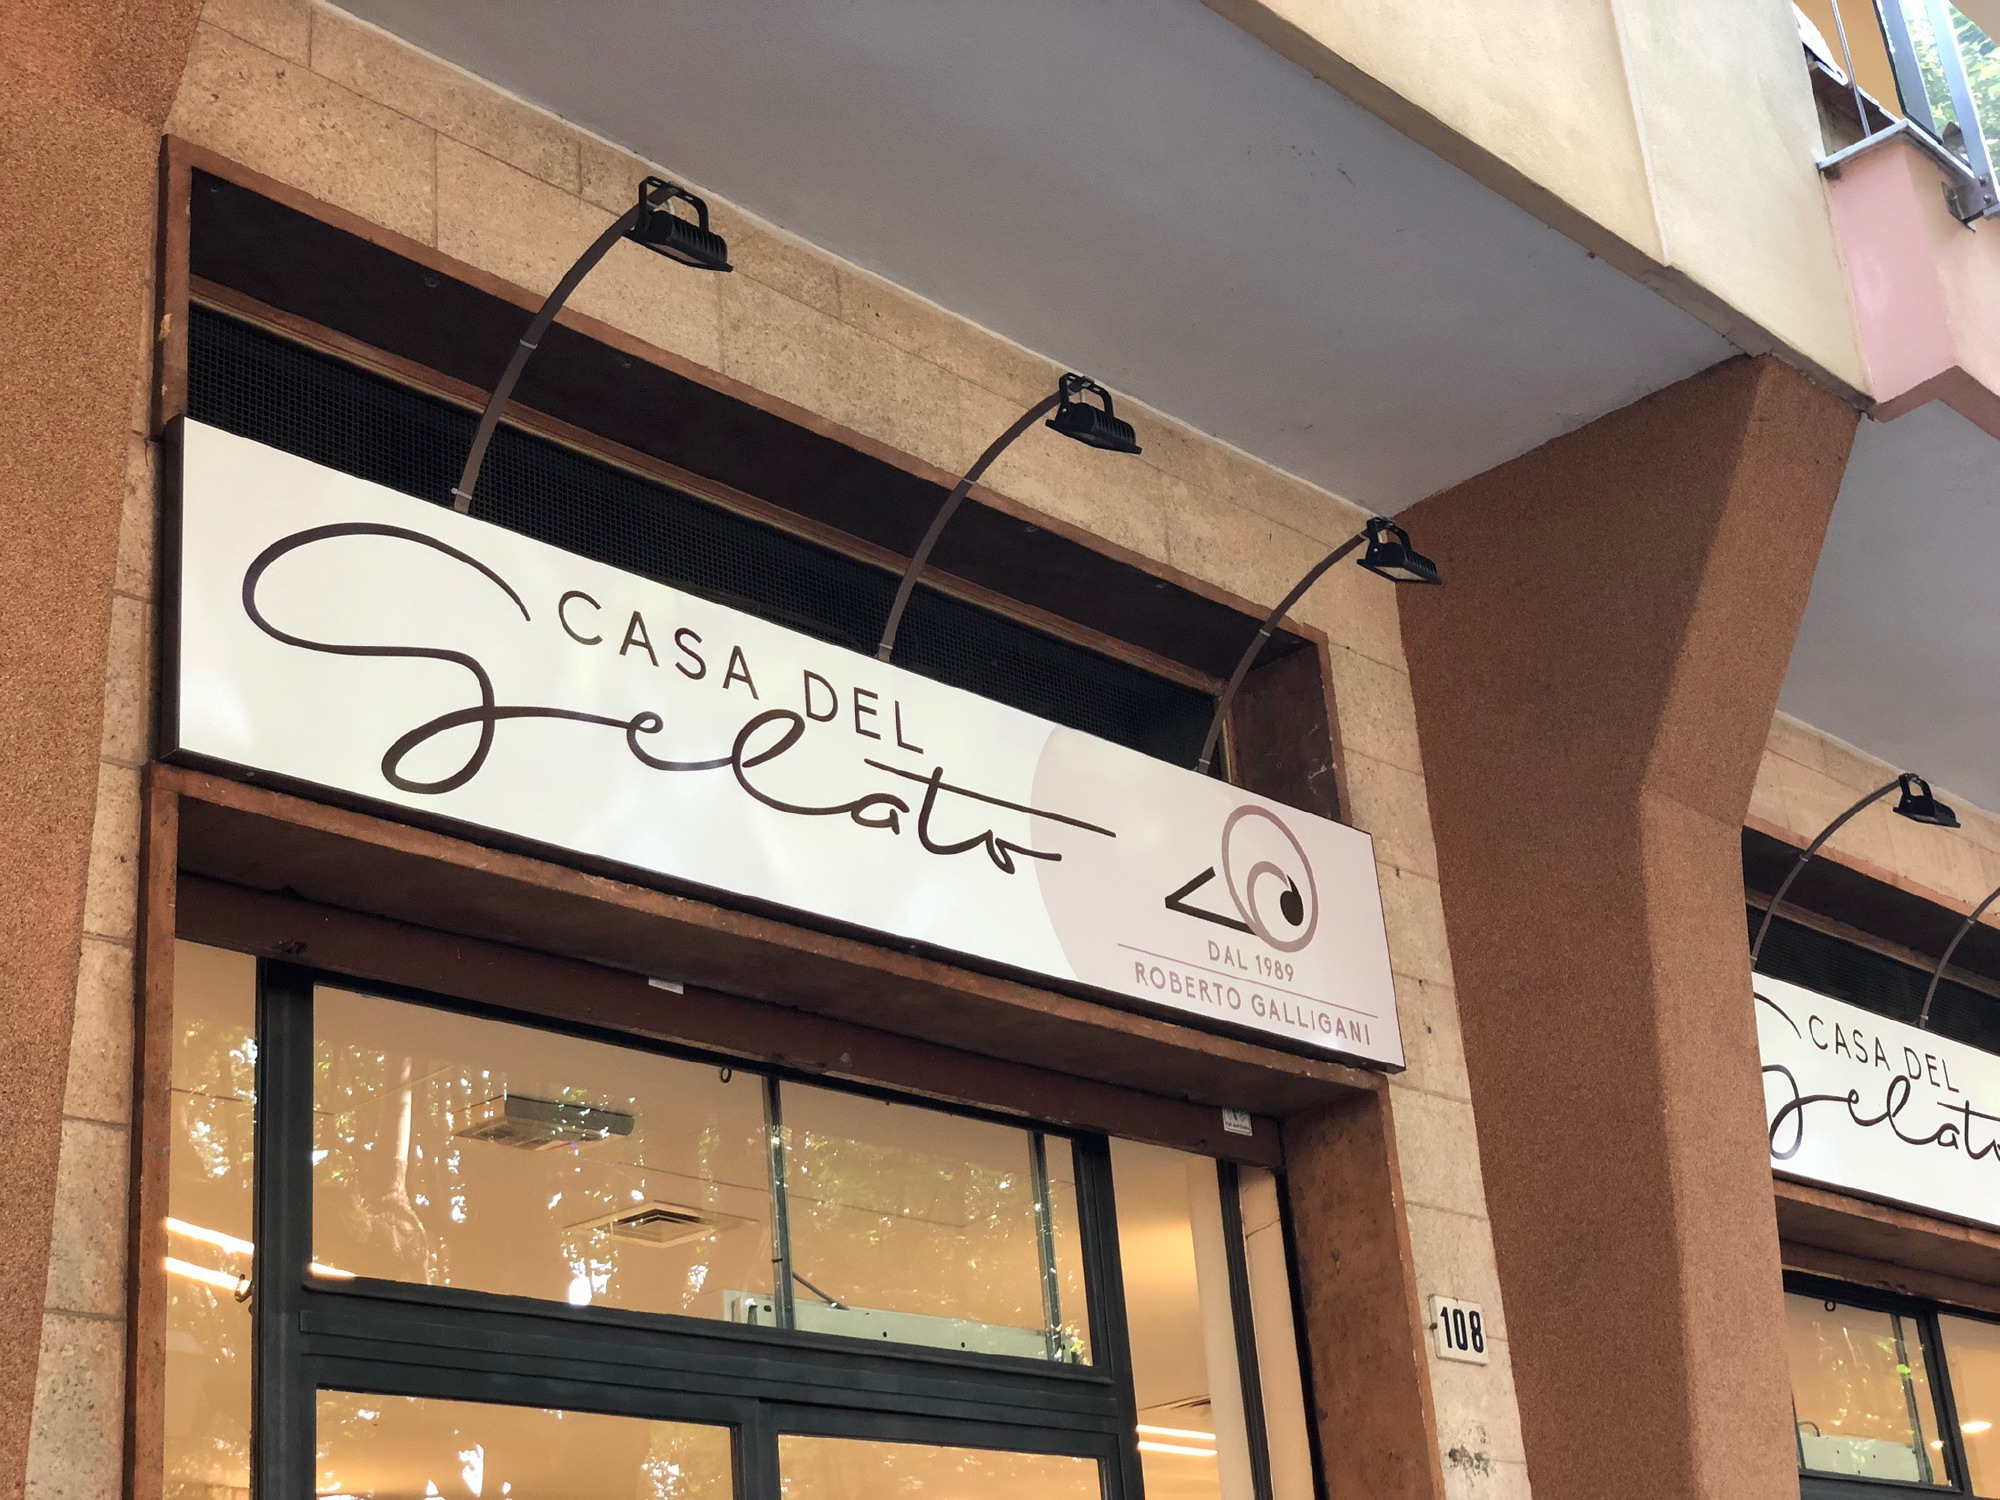 CASA DEL
gelato
DAL 1989
ROBERTO GALLIGANI
108
CASA DEL
gelato